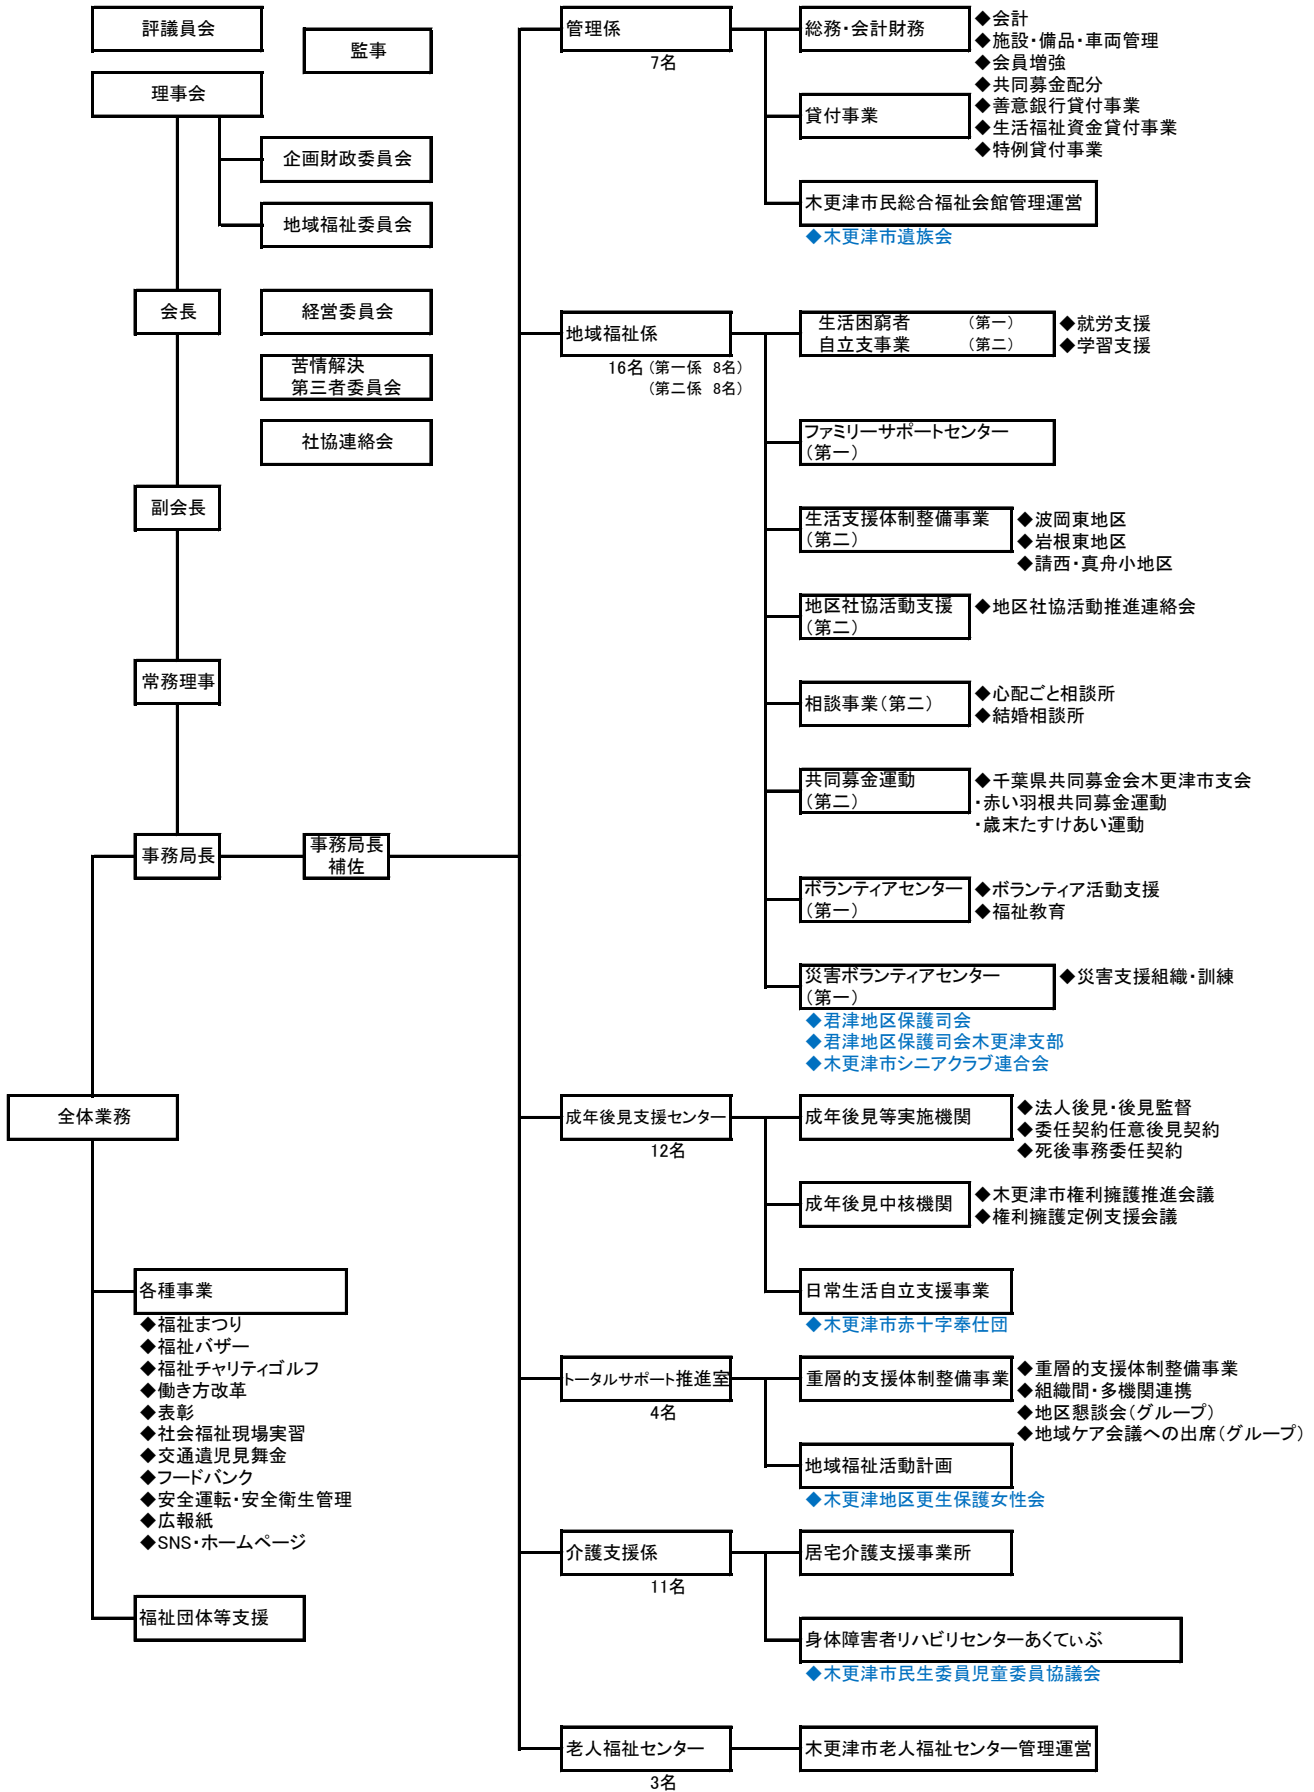 評議員会
監事
理事会
企画財政委員会
地域福祉委員会
会長
経営委員会
苦情解決
第三者委員会
社協連絡会
副会長
常務理事
事務局長
事務局長
補佐
全体業務
各種事業
◆福祉まつり
◆福祉バザー
◆福祉チャリティゴルフ
◆働き方改革
◆表彰
◆社会福祉現場実習
◆交通遺児見舞金
◆フードバンク
◆安全運転・安全衛生管理
◆広報紙
◆SNS・ホームページ
福祉団体等支援
管理係
7名
総務・会計財務
◆会計
◆施設・備品・車両管理
◆会員増強
◆共同募金配分
貸付事業
◆善意銀行貸付事業
◆生活福祉資金貸付事業
◆特例貸付事業
木更津市民総合福祉会館管理運営
◆木更津市遺族会
地域福祉係
16名 (第一係 8名)
(第二係 8名)
生活困窮者 (第一)
自立支事業 (第二)
◆就労支援
◆学習支援
ファミリーサポートセンター
(第一)
生活支援体制整備事業
(第二)
◆波岡東地区
◆岩根東地区
◆請西・真舟小地区
地区社協活動支援
(第二)
◆地区社協活動推進連絡会
相談事業(第二)
◆心配ごと相談所
◆結婚相談所
共同募金運動
(第二)
◆千葉県共同募金会木更津市支会
・赤い羽根共同募金運動
・歳末たすけあい運動
ボランティアセンター
(第一)
◆ボランティア活動支援
◆福祉教育
災害ボランティアセンター
(第一)
◆災害支援組織・訓練
◆君津地区保護司会
◆君津地区保護司会木更津支部
◆木更津市シニアクラブ連合会
成年後見支援センター
12名
成年後見等実施機関
◆法人後見・後見監督
◆委任契約任意後見契約
◆死後事務委任契約
成年後見中核機関
◆木更津市権利擁護推進会議
◆権利擁護定例支援会議
日常生活自立支援事業
◆木更津市赤十字奉仕団
トータルサポート推進室
4名
重層的支援体制整備事業
◆重層的支援体制整備事業
◆組織間・多機関連携
◆地区懇談会(グループ)
◆地域ケア会議への出席(グループ)
地域福祉活動計画
◆木更津地区更生保護女性会
介護支援係
11名
居宅介護支援事業所
身体障害者リハビリセンターあくてぃぶ
◆木更津市民生委員児童委員協議会
老人福祉センター
3名
木更津市老人福祉センター管理運営